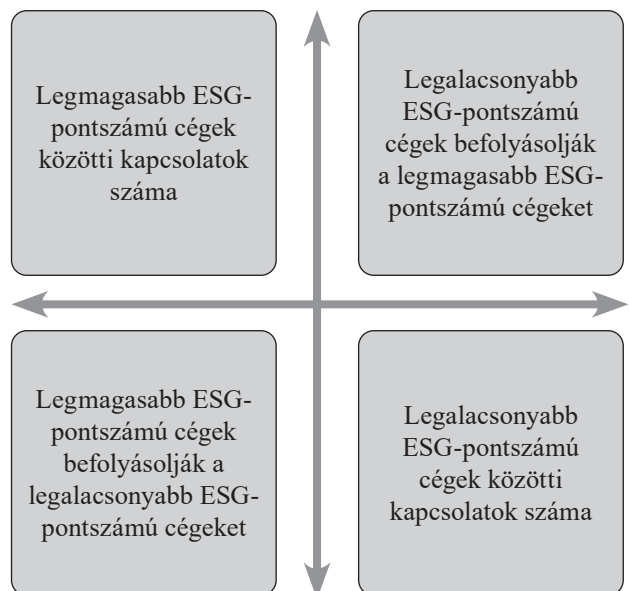 Legmagasabb ESG-
pontszámú cégek
közötti kapcsolatok
száma
Legalacsonyabb
ESG-pontszámú
cégek befolyásolják
a legmagasabb ESG-
pontszámú cégeket
Legmagasabb ESG-
pontszámú cégek
befolyásolják a
legalacsonyabb ESG-
pontszámú cégeket
Legalacsonyabb
ESG-pontszámú
cégek közötti
kapcsolatok száma